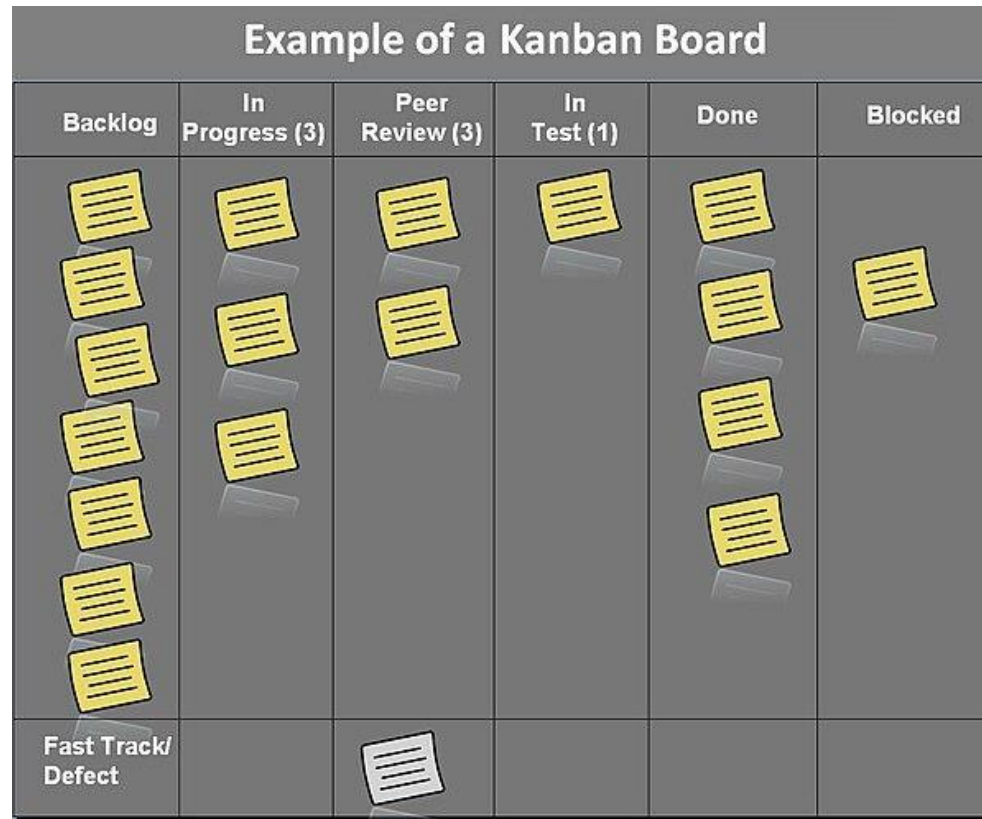 Example of a Kanban Board
Backlog
In
Progress (3)
Peer
Review (3)
In
Test (1)
Done
Blocked
Fast Track/
Defect